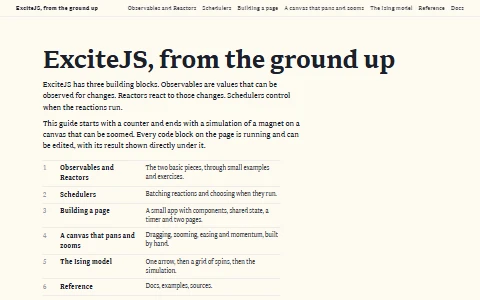 ExciteJS, from the ground up
Observables and Reactors Schedulers Building a page A canvas that pans and zooms The Ising model Reference Docs
ExciteJS, from the ground up
ExciteJS has three building blocks. Observables are values that can be
observed for changes. Reactors react to those changes. Schedulers control
when the reactions run.
This guide starts with a counter and ends with a simulation of a magnet on a
canvas that can be zoomed. Every code block on the page is running and can
be edited, with its result shown directly under it.
1 Observables and
Reactors
The two basic pieces, through small examples
and exercises.
2 Schedulers
Batching reactions and choosing when they run.
3 Building a page
A small app with components, shared state, a
timer and two pages.
4 A canvas that pans and
zooms
Dragging, zooming, easing and momentum, built
by hand.
5 The Ising model
One arrow, then a grid of spins, then the
simulation.
6 Reference
Docs, examples, sources.